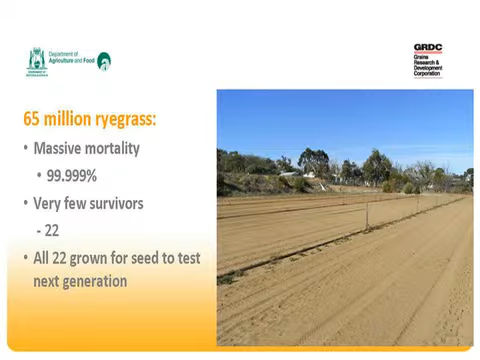 Department of
Agriculture and Food
GRDC
Grains
Research &
Development
Corporation
65 million ryegrass:
• Massive mortality
• 99.999%
• Very few survivors
- 22
• All 22 grown for seed to test
next generation